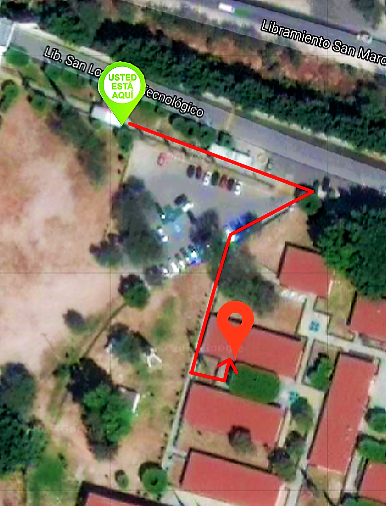 Libramiento San Marc
Lib. San Lo
Tecnológico
USTED
ESTÁ
AQUÍ